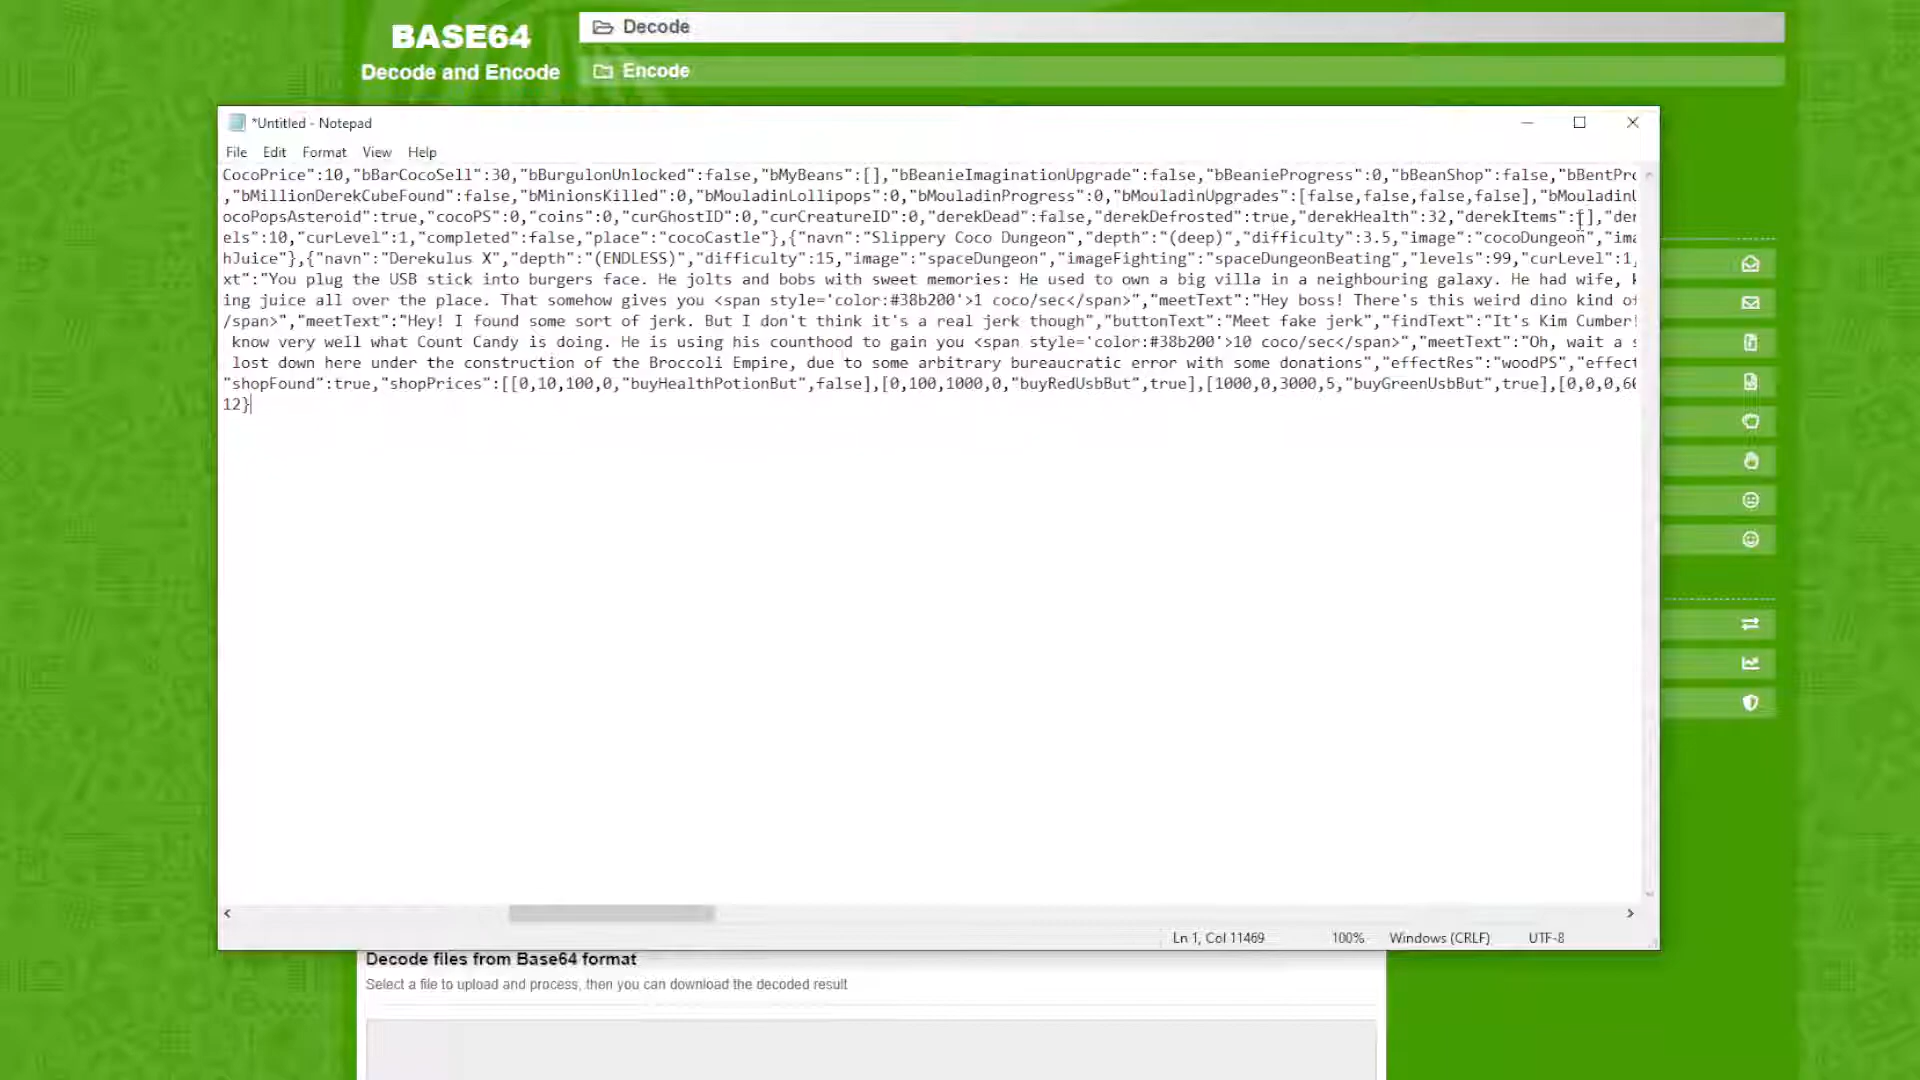 BASE64
Decode and Encode
Decode
Encode
*Untitled - Notepad
File Edit Format View Help
CocoPrice":10,"bBarCocoSell":30,"bBurgulonUnlocked":false,"bMyBeans":[],"bBeanieImaginationUpgrade":false,"bBeanieProgress":0,"bBeanShop":false,"bBentPro
,"bMillionDerekCubeFound":false,"bMinionsKilled":0,"bMouladinLollipops":0,"bMouladinProgress":0,"bMouladinUpgrades":[false,false,false,false],"bMouladinU
ocoPopsAsteroid":true,"cocoPS":0,"coins":0,"curGhostID":0,"curCreatureID":0,"derekDead":false,"derekDefrosted":true,"derekHealth":32,"derekItems":[],"der
els":10,"curLevel":1,"completed":false,"place":"cocoCastle"},{"navn":"Slippery Coco Dungeon","depth":"(deep)","difficulty":3.5,"image":"cocoDungeon","ima
hJuice"},{"navn":"Derekulus X","depth":"(ENDLESS)","difficulty":15,"image":"spaceDungeon","imageFighting":"spaceDungeonBeating","levels":99,"curLevel":1,
xt":"You plug the USB stick into burgers face. He jolts and bobs with sweet memories: He used to own a big villa in a neighbouring galaxy. He had wife, k
ing juice all over the place. That somehow gives you <span style='color:#38b200'>1 coco/sec</span>","meetText":"Hey boss! There's this weird dino kind of
/span>","meetText":"Hey! I found some sort of jerk. But I don't think it's a real jerk though","buttonText":"Meet fake jerk","findText":"It's Kim Cumber!
know very well what Count Candy is doing. He is using his counthood to gain you <span style='color:#38b200'>10 coco/sec</span>","meetText":"Oh, wait a s
lost down here under the construction of the Broccoli Empire, due to some arbitrary bureaucratic error with some donations","effectRes":"woodPS","effect
"shopFound":true,"shopPrices":[[0,10,100,0,"buyHealthPotionBut",false],[0,100,1000,0,"buyRedUsbBut",true],[1000,0,3000,5,"buyGreenUsbBut",true],[0,0,0,60
12}
Ln 1, Col 11469 100% Windows (CRLF) UTF-8
Decode files from Base64 format
Select a file to upload and process, then you can download the decoded result